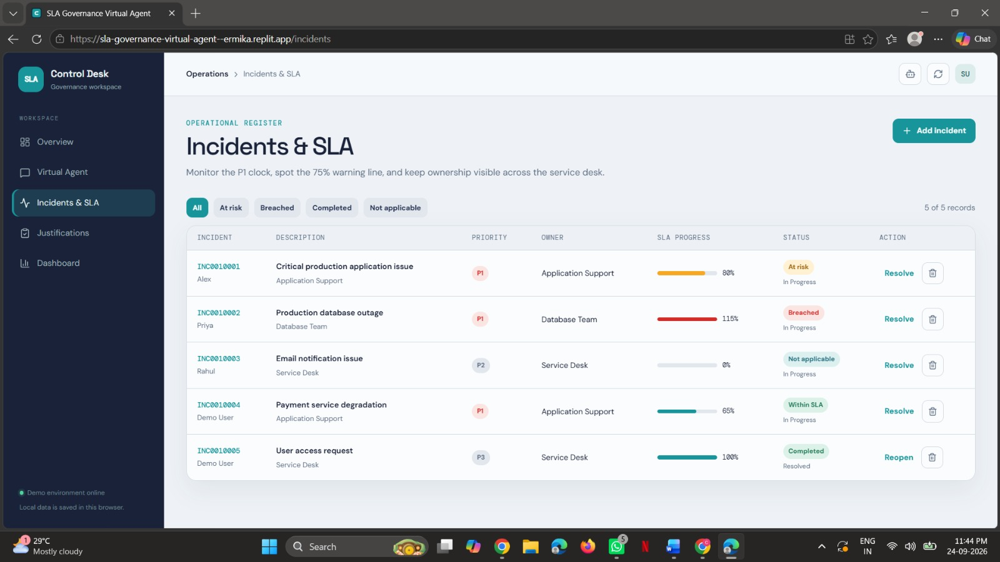 SLA Governance Virtual Agent
https://sla-governance-virtual-agent--ermika.replit.app/incidents
Chat
SLA
Control Desk
Governance workspace
WORKSPACE
Overview
Virtual Agent
Incidents & SLA
Justifications
Dashboard
Demo environment online
Local data is saved in this browser.
Operations > Incidents & SLA
SU
OPERATIONAL REGISTER
Incidents & SLA
Monitor the P1 clock, spot the 75% warning line, and keep ownership visible across the service desk.
+ Add incident
All At risk Breached Completed Not applicable
5 of 5 records
INCIDENT DESCRIPTION PRIORITY OWNER SLA PROGRESS STATUS ACTION
INC0010001 Critical production application issue P1 Application Support 80% At risk Resolve
Alex Application Support In Progress
INC0010002 Production database outage P1 Database Team 115% Breached Resolve
Priya Database Team In Progress
INC0010003 Email notification issue P2 Service Desk 0% Not applicable Resolve
Rahul Service Desk In Progress
INC0010004 Payment service degradation P1 Application Support 65% Within SLA Resolve
Demo User Application Support In Progress
INC0010005 User access request P3 Service Desk 100% Completed Reopen
Demo User Service Desk Resolved
1
29°C
Mostly cloudy
Search
5
ENG
IN
11:44 PM
24-09-2026